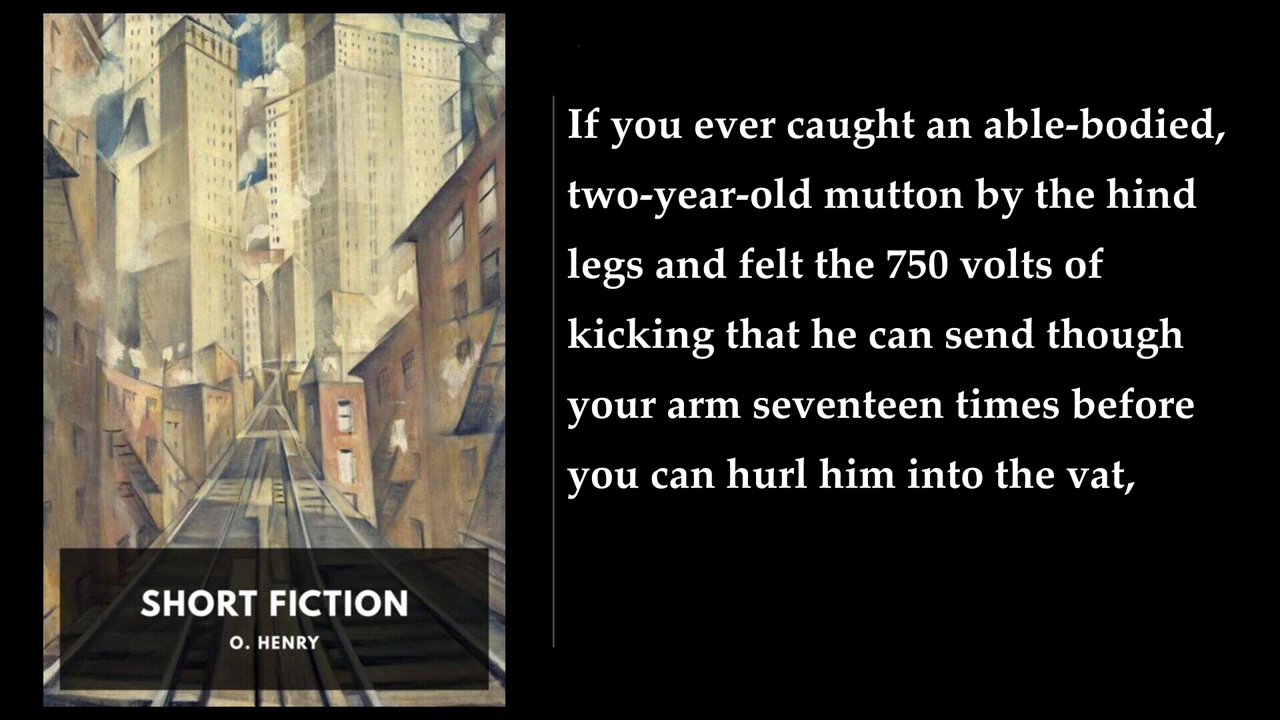 SHORT FICTION
O. HENRY
If you ever caught an able-bodied,
two-year-old mutton by the hind
legs and felt the 750 volts of
kicking that he can send though
your arm seventeen times before
you can hurl him into the vat,